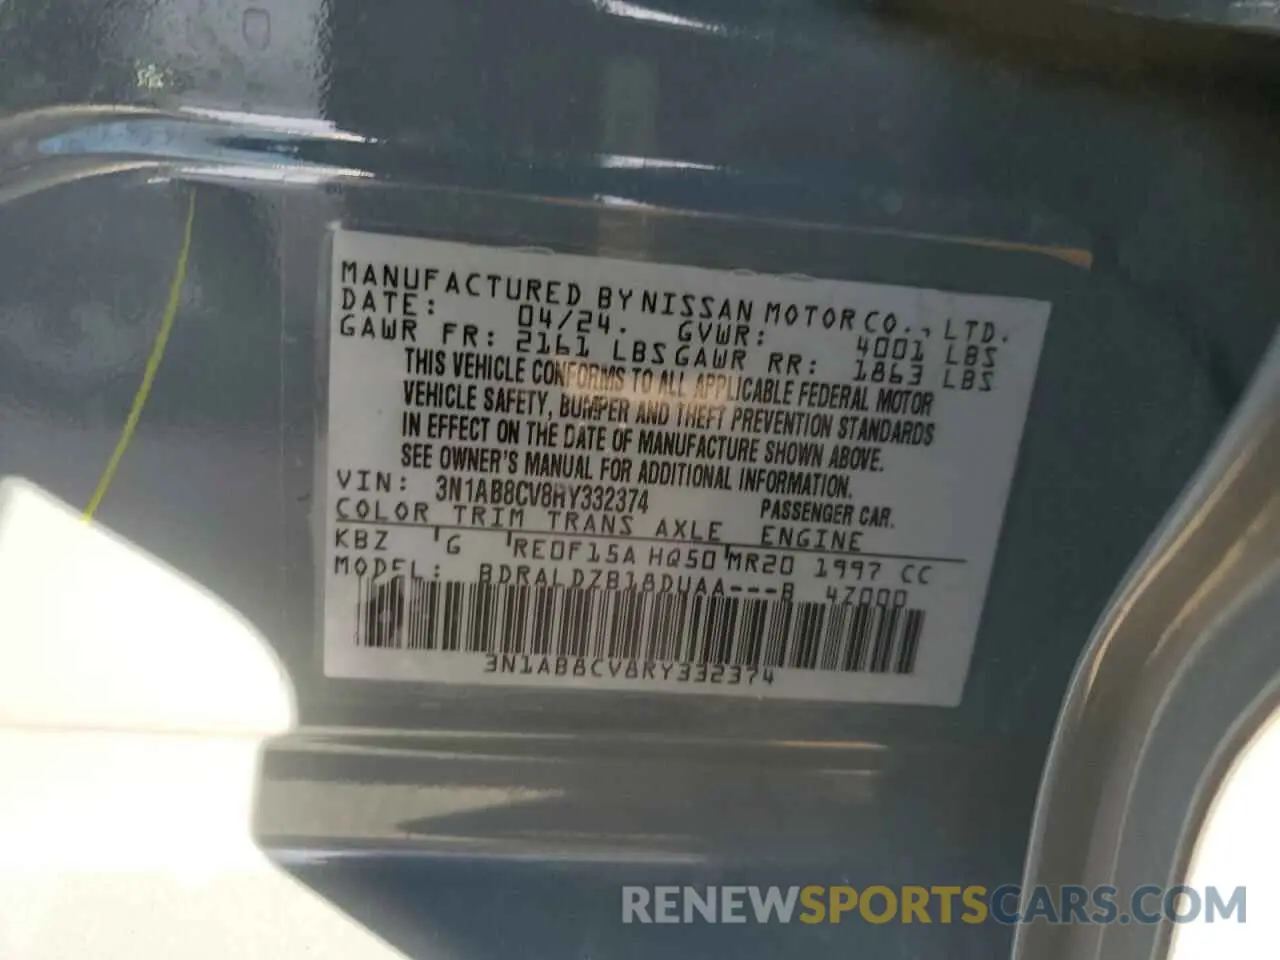 MANUFACTURED BY NISSAN MOTOR CO., LTD.
DATE: 04/24. GVWR: 4001 LBS
GAWR FR: 2161 LBS GAWR RR: 1863 LBS
THIS VEHICLE CONFORMS TO ALL APPLICABLE FEDERAL MOTOR
VEHICLE SAFETY, BUMPER AND THEFT PREVENTION STANDARDS
IN EFFECT ON THE DATE OF MANUFACTURE SHOWN ABOVE.
SEE OWNER'S MANUAL FOR ADDITIONAL INFORMATION.
VIN: 3N1AB8CV8RY332374 PASSENGER CAR.
COLOR TRIM TRANS AXLE ENGINE
KBZ G RE0F15A HQ50 MR20 1997 CC
MODEL: BDRALDZB18DUAA---B 4Z000
3N1AB8CV8RY332374
RENEWSPORTSCARS.COM